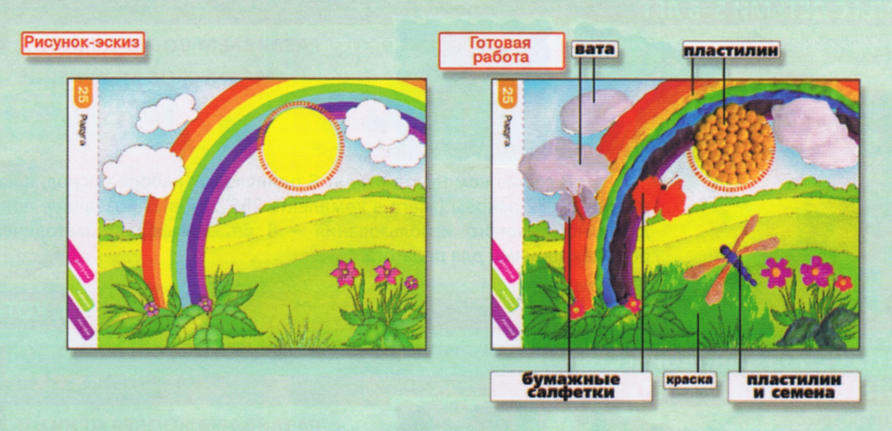 Рисунок-эскиз
Готовая
работа
вата
пластилин
25
Радуга
25
Радуга
бумажные
салфетки
краска
пластилин
и семена